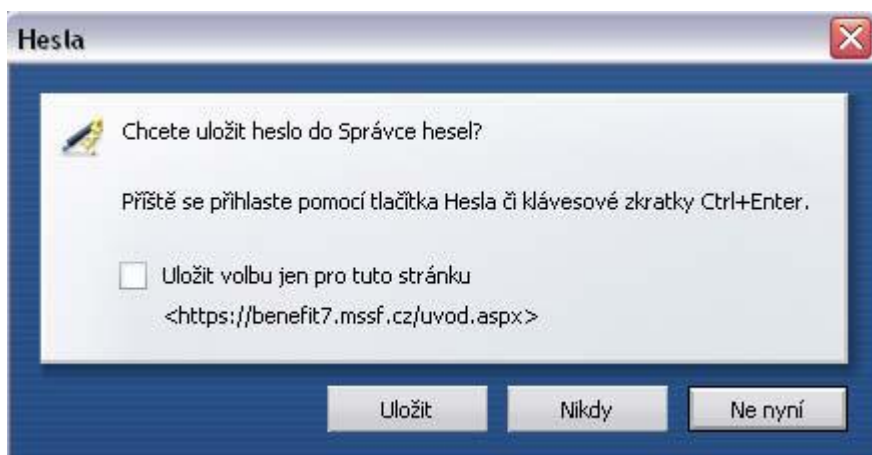 Hesla
Chcete uložit heslo do Správce hesel?
Příště se přihlaste pomocí tlačítka Hesla či klávesové zkratky Ctrl+Enter.
Uložit volbu jen pro tuto stránku
<https://benefit7.mssf.cz/uvod.aspx>
Uložit Nikdy Ne nyní